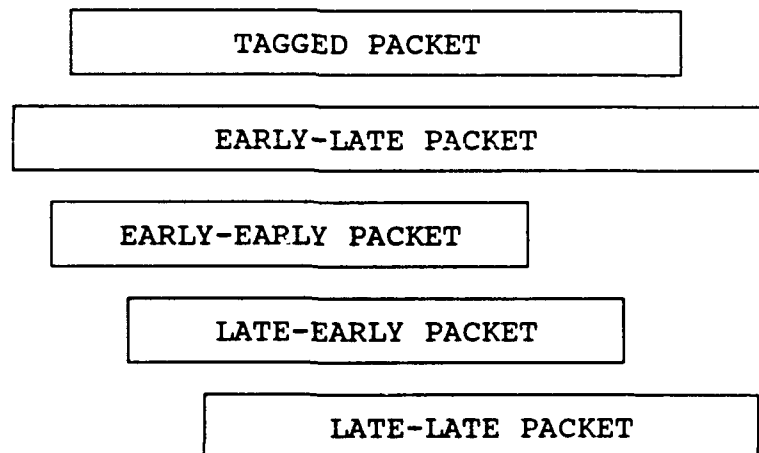 TAGGED PACKET
EARLY-LATE PACKET
EARLY-EARLY PACKET
LATE-EARLY PACKET
LATE-LATE PACKET